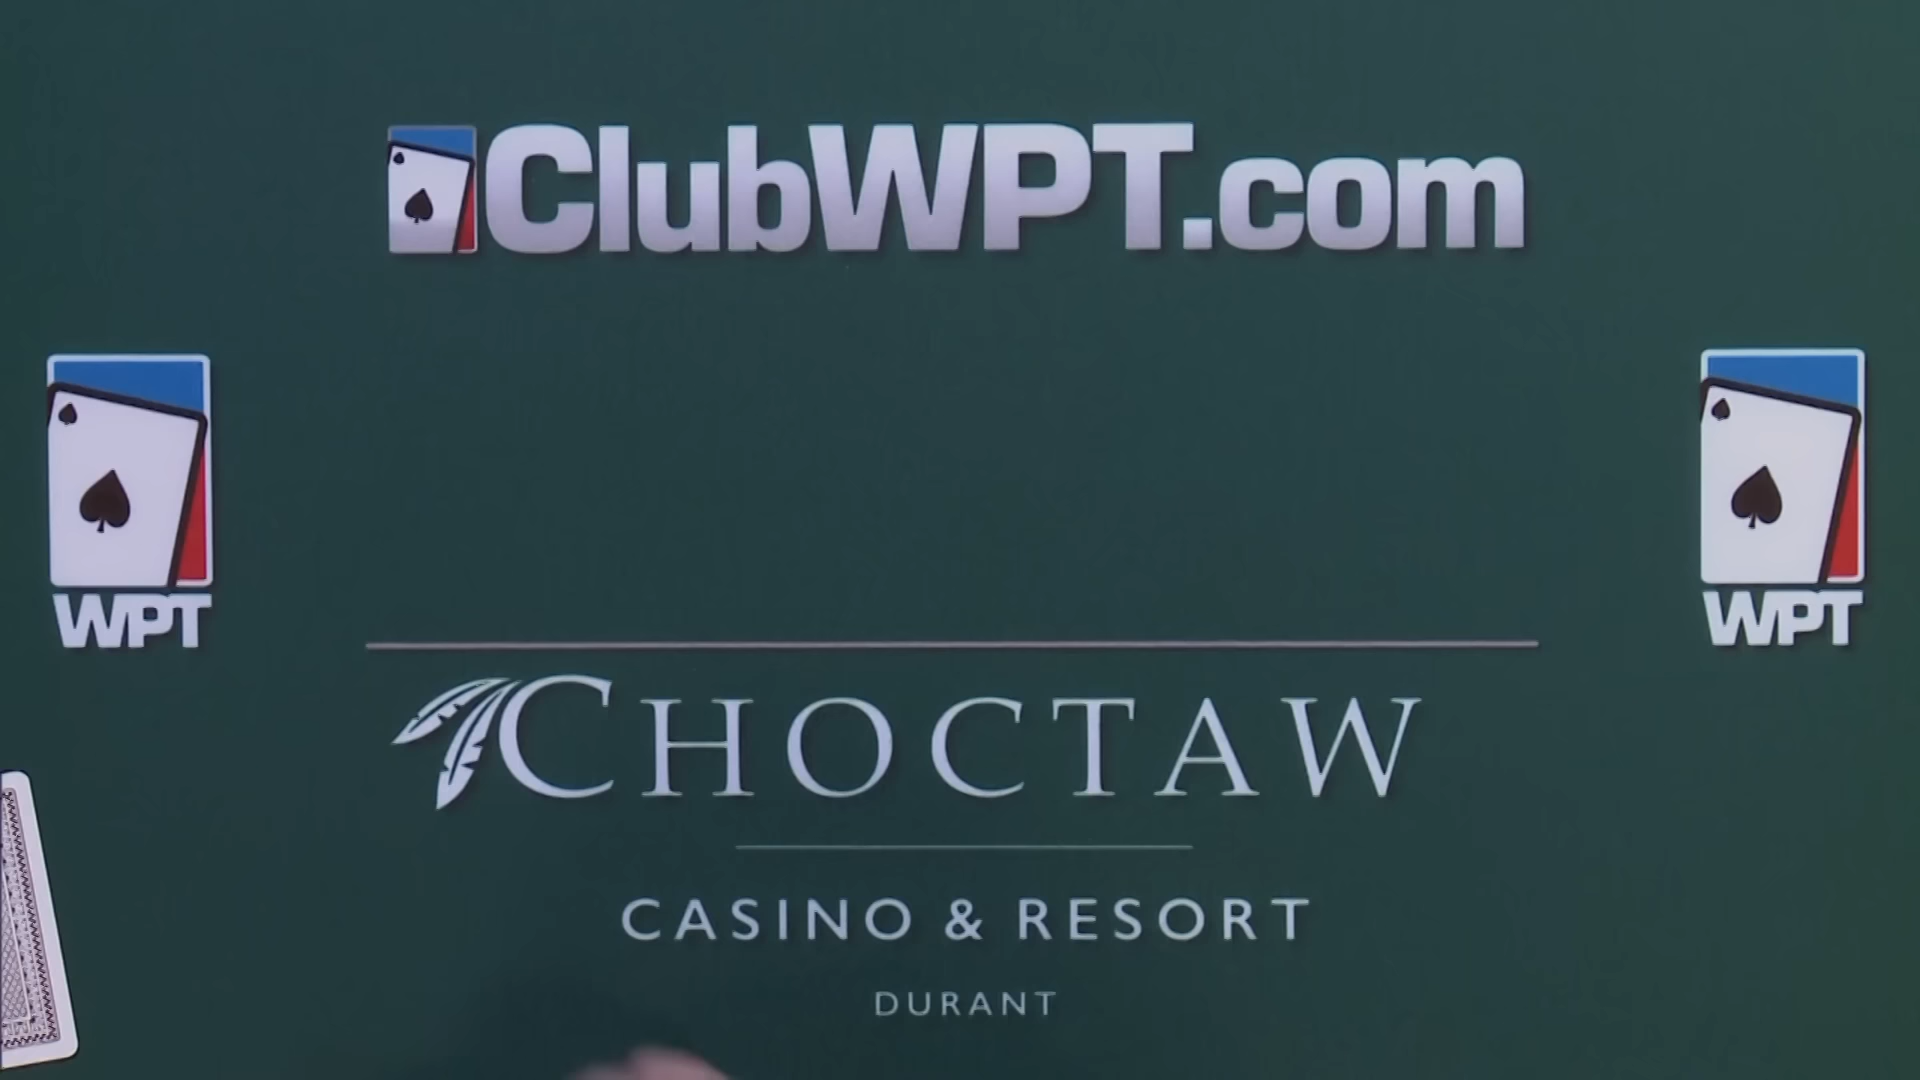 ClubWPT.com
WPT
WPT
CHOCTAW
CASINO & RESORT
DURANT